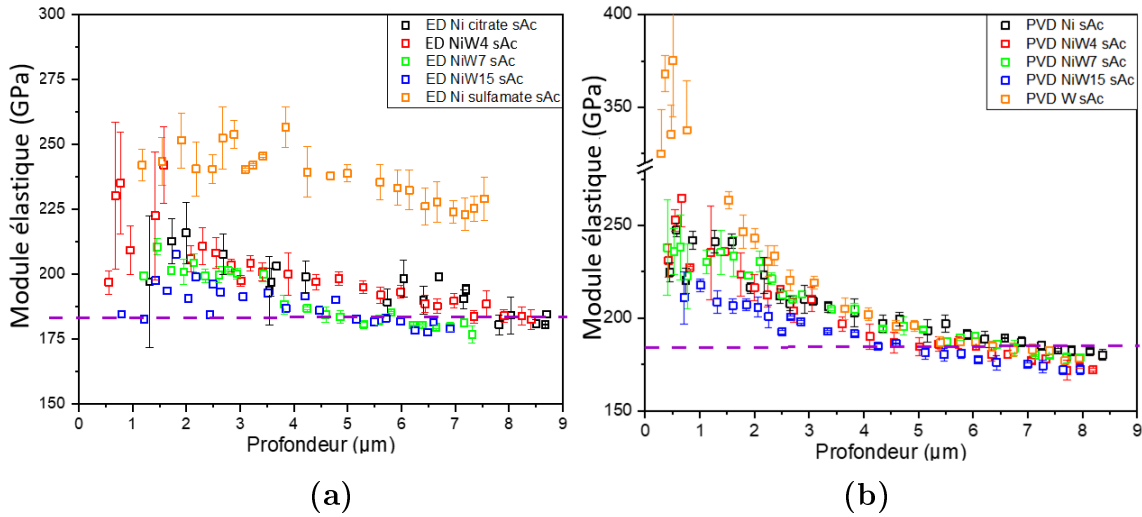 300
275
250
225
200
175
150
125
100
50
0 1 2 3 4 5 6 7 8 9
Module élastique (GPa)
Profondeur (µm)
ED Ni citrate sAc
ED NiW4 sAc
ED NiW7 sAc
ED NiW15 sAc
ED Ni sulfamate sAc
(a)
400
350
250
200
150
0 1 2 3 4 5 6 7 8 9
Module élastique (GPa)
Profondeur (µm)
PVD Ni sAc
PVD NiW4 sAc
PVD NiW7 sAc
PVD NiW15 sAc
PVD W sAc
(b)